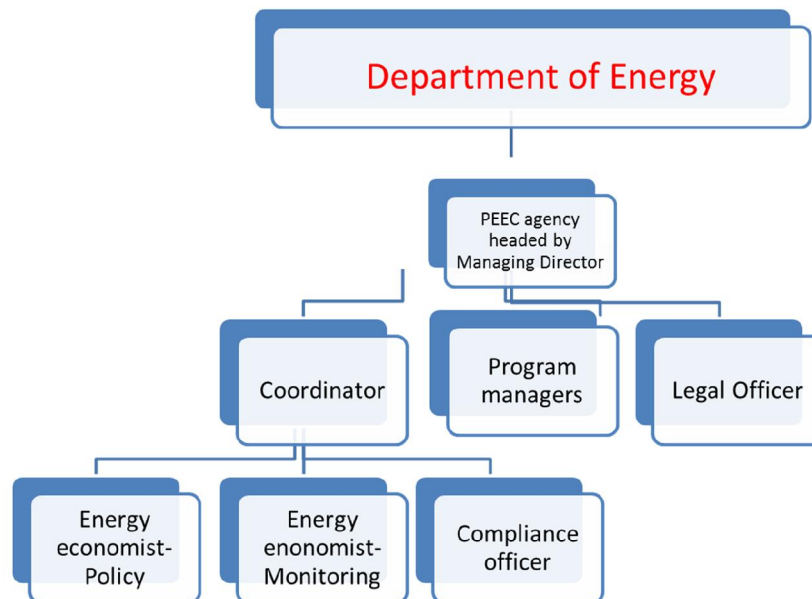 Department of Energy
PEEC agency
headed by
Managing Director
Coordinator
Program
managers
Legal Officer
Energy
economist-
Policy
Energy
enonomist-
Monitoring
Compliance
officer